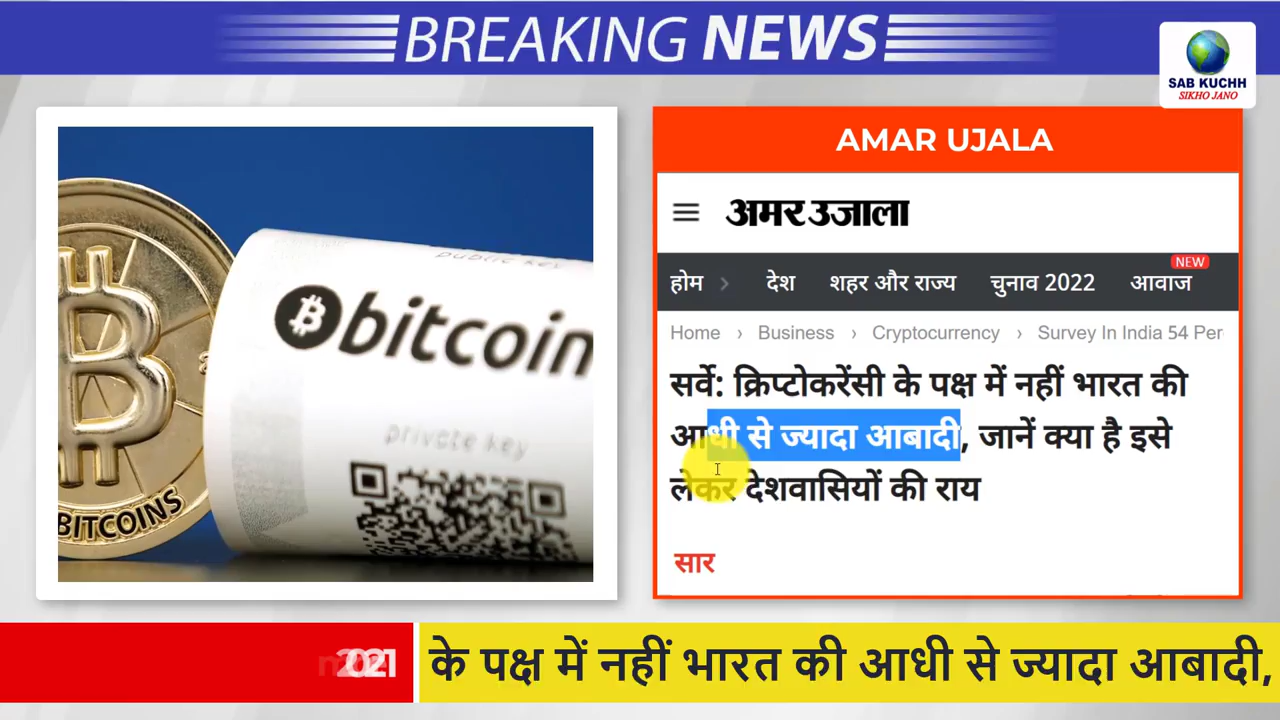 BREAKING NEWS
SAB KUCHH
SIKHO JANO
public key
bitcoin
private key
BITCOINS
AMAR UJALA
अमर उजाला
NEW
होम › देश शहर और राज्य चुनाव 2022 आवाज
Home › Business › Cryptocurrency › Survey In India 54 Per
सर्वे: क्रिप्टोकरेंसी के पक्ष में नहीं भारत की
आधी से ज्यादा आबादी, जानें क्या है इसे
लेकर देशवासियों की राय
सार
2021
के पक्ष में नहीं भारत की आधी से ज्यादा आबादी,